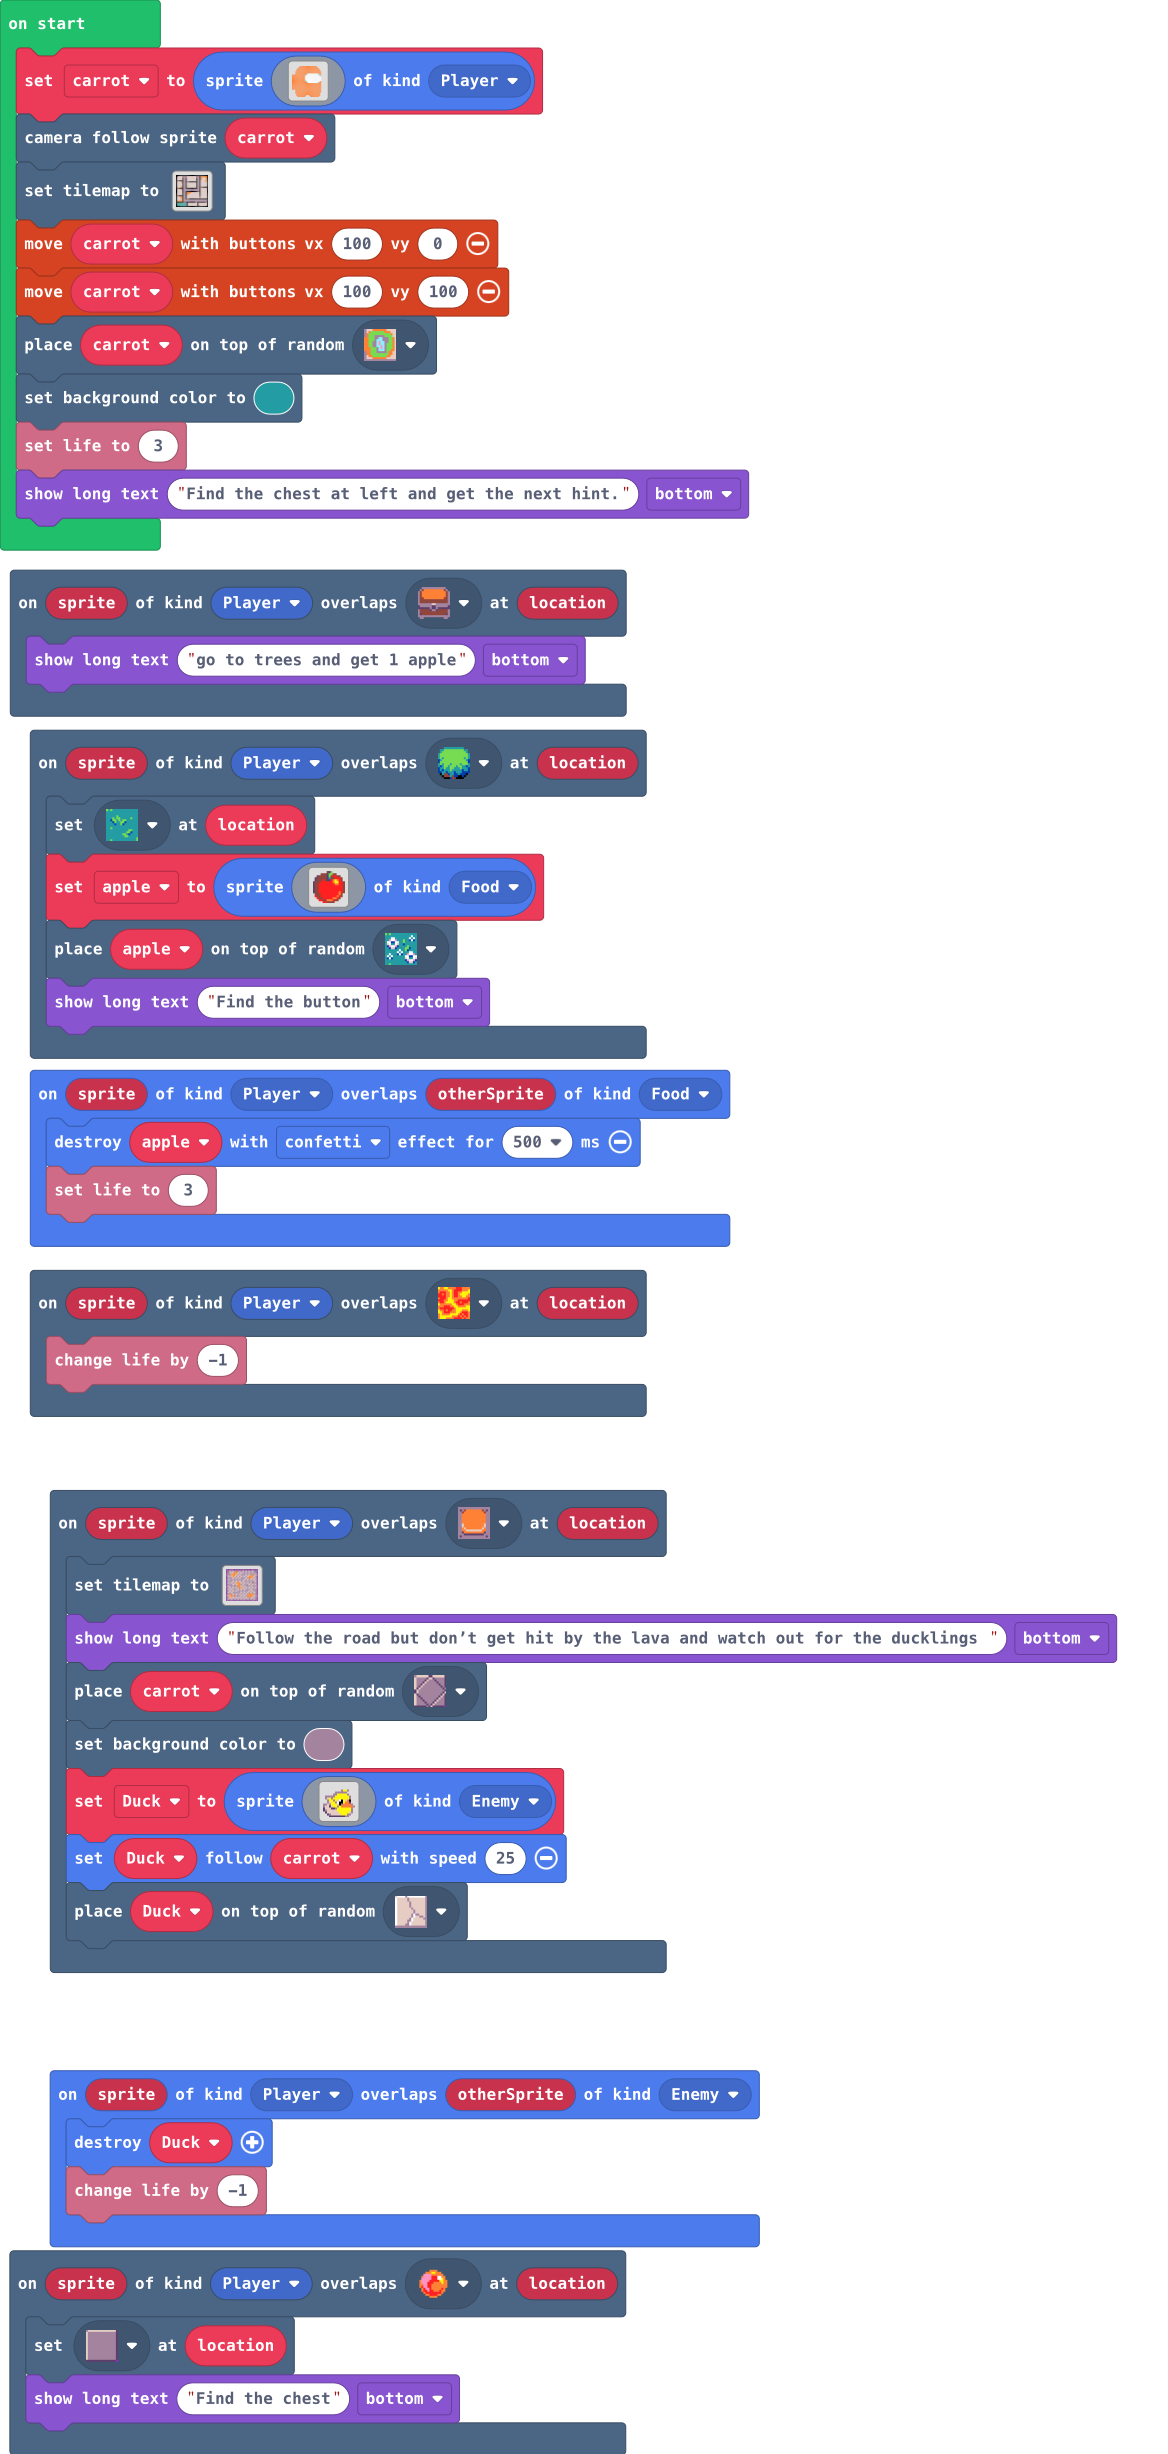 on start
set carrot to sprite of kind Player
camera follow sprite carrot
set tilemap to
move carrot with buttons vx 100 vy 0
move carrot with buttons vx 100 vy 100
place carrot on top of random
set background color to
set life to 3
show long text "Find the chest at left and get the next hint." bottom
on sprite of kind Player overlaps at location
show long text "go to trees and get 1 apple" bottom
on sprite of kind Player overlaps at location
set at location
set apple to sprite of kind Food
place apple on top of random
show long text "Find the button" bottom
on sprite of kind Player overlaps otherSprite of kind Food
destroy apple with confetti effect for 500 ms
set life to 3
on sprite of kind Player overlaps at location
change life by -1
on sprite of kind Player overlaps at location
set tilemap to
show long text "Follow the road but don’t get hit by the lava and watch out for the ducklings " bottom
place carrot on top of random
set background color to
set Duck to sprite of kind Enemy
set Duck follow carrot with speed 25
place Duck on top of random
on sprite of kind Player overlaps otherSprite of kind Enemy
destroy Duck
change life by -1
on sprite of kind Player overlaps at location
set at location
show long text "Find the chest" bottom